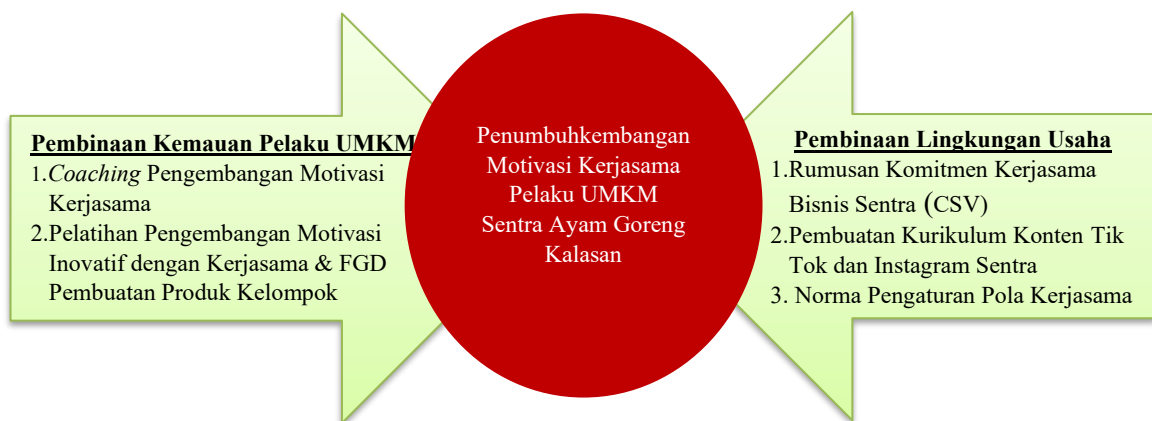 Pembinaan Kemauan Pelaku UMKM
1.Coaching Pengembangan Motivasi
Kerjasama
2.Pelatihan Pengembangan Motivasi
Inovatif dengan Kerjasama & FGD
Pembuatan Produk Kelompok
Penumbuhkembangan
Motivasi Kerjasama
Pelaku UMKM
Sentra Ayam Goreng
Kalasan
Pembinaan Lingkungan Usaha
1.Rumusan Komitmen Kerjasama
Bisnis Sentra (CSV)
2.Pembuatan Kurikulum Konten Tik
Tok dan Instagram Sentra
3. Norma Pengaturan Pola Kerjasama